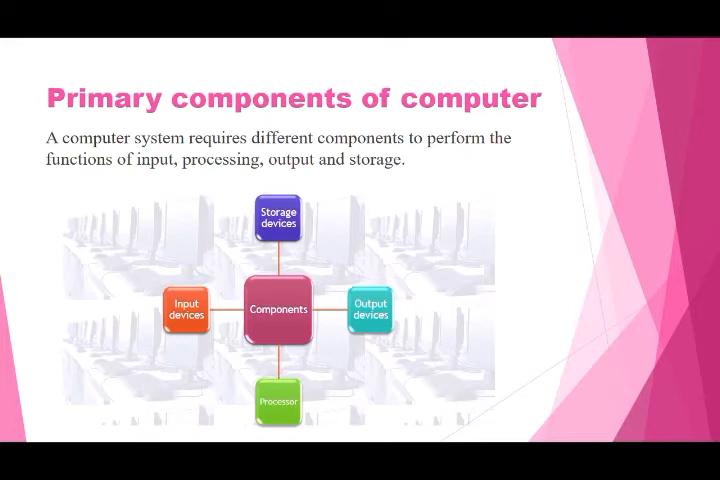 Primary components of computer
A computer system requires different components to perform the
functions of input, processing, output and storage.
Storage
devices
Input
devices
Components
Output
devices
Processor